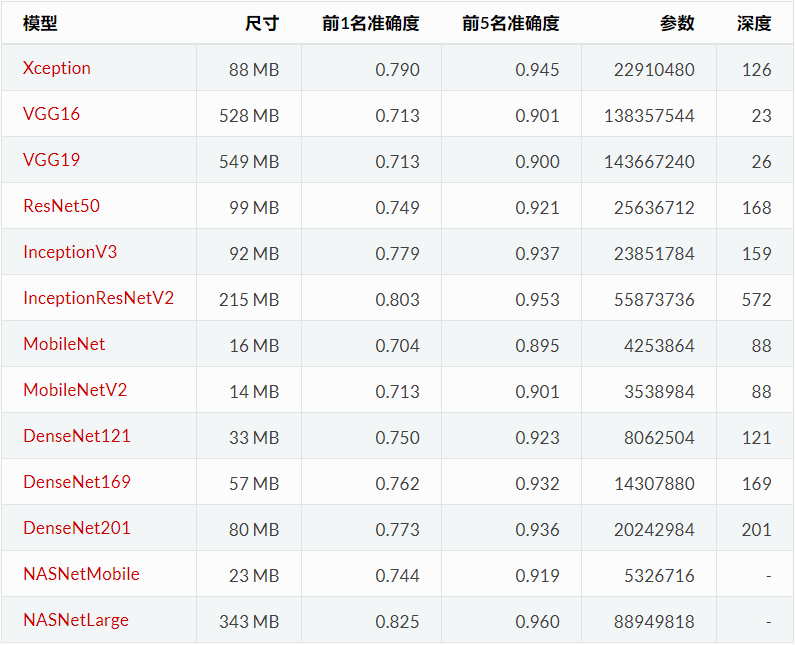 模型 尺寸 前1名准确度 前5名准确度 参数 深度
Xception 88 MB 0.790 0.945 22910480 126
VGG16 528 MB 0.713 0.901 138357544 23
VGG19 549 MB 0.713 0.900 143667240 26
ResNet50 99 MB 0.749 0.921 25636712 168
InceptionV3 92 MB 0.779 0.937 23851784 159
InceptionResNetV2 215 MB 0.803 0.953 55873736 572
MobileNet 16 MB 0.704 0.895 4253864 88
MobileNetV2 14 MB 0.713 0.901 3538984 88
DenseNet121 33 MB 0.750 0.923 8062504 121
DenseNet169 57 MB 0.762 0.932 14307880 169
DenseNet201 80 MB 0.773 0.936 20242984 201
NASNetMobile 23 MB 0.744 0.919 5326716 -
NASNetLarge 343 MB 0.825 0.960 88949818 -